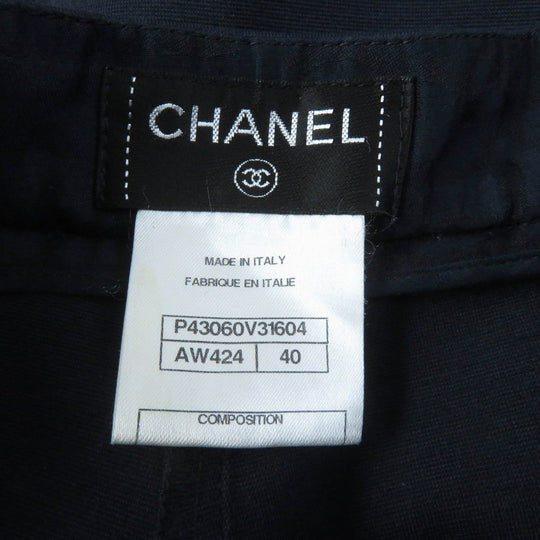 CHANEL
MADE IN ITALY
FABRIQUE EN ITALIE
P43060V31604
AW424 40
COMPOSITION